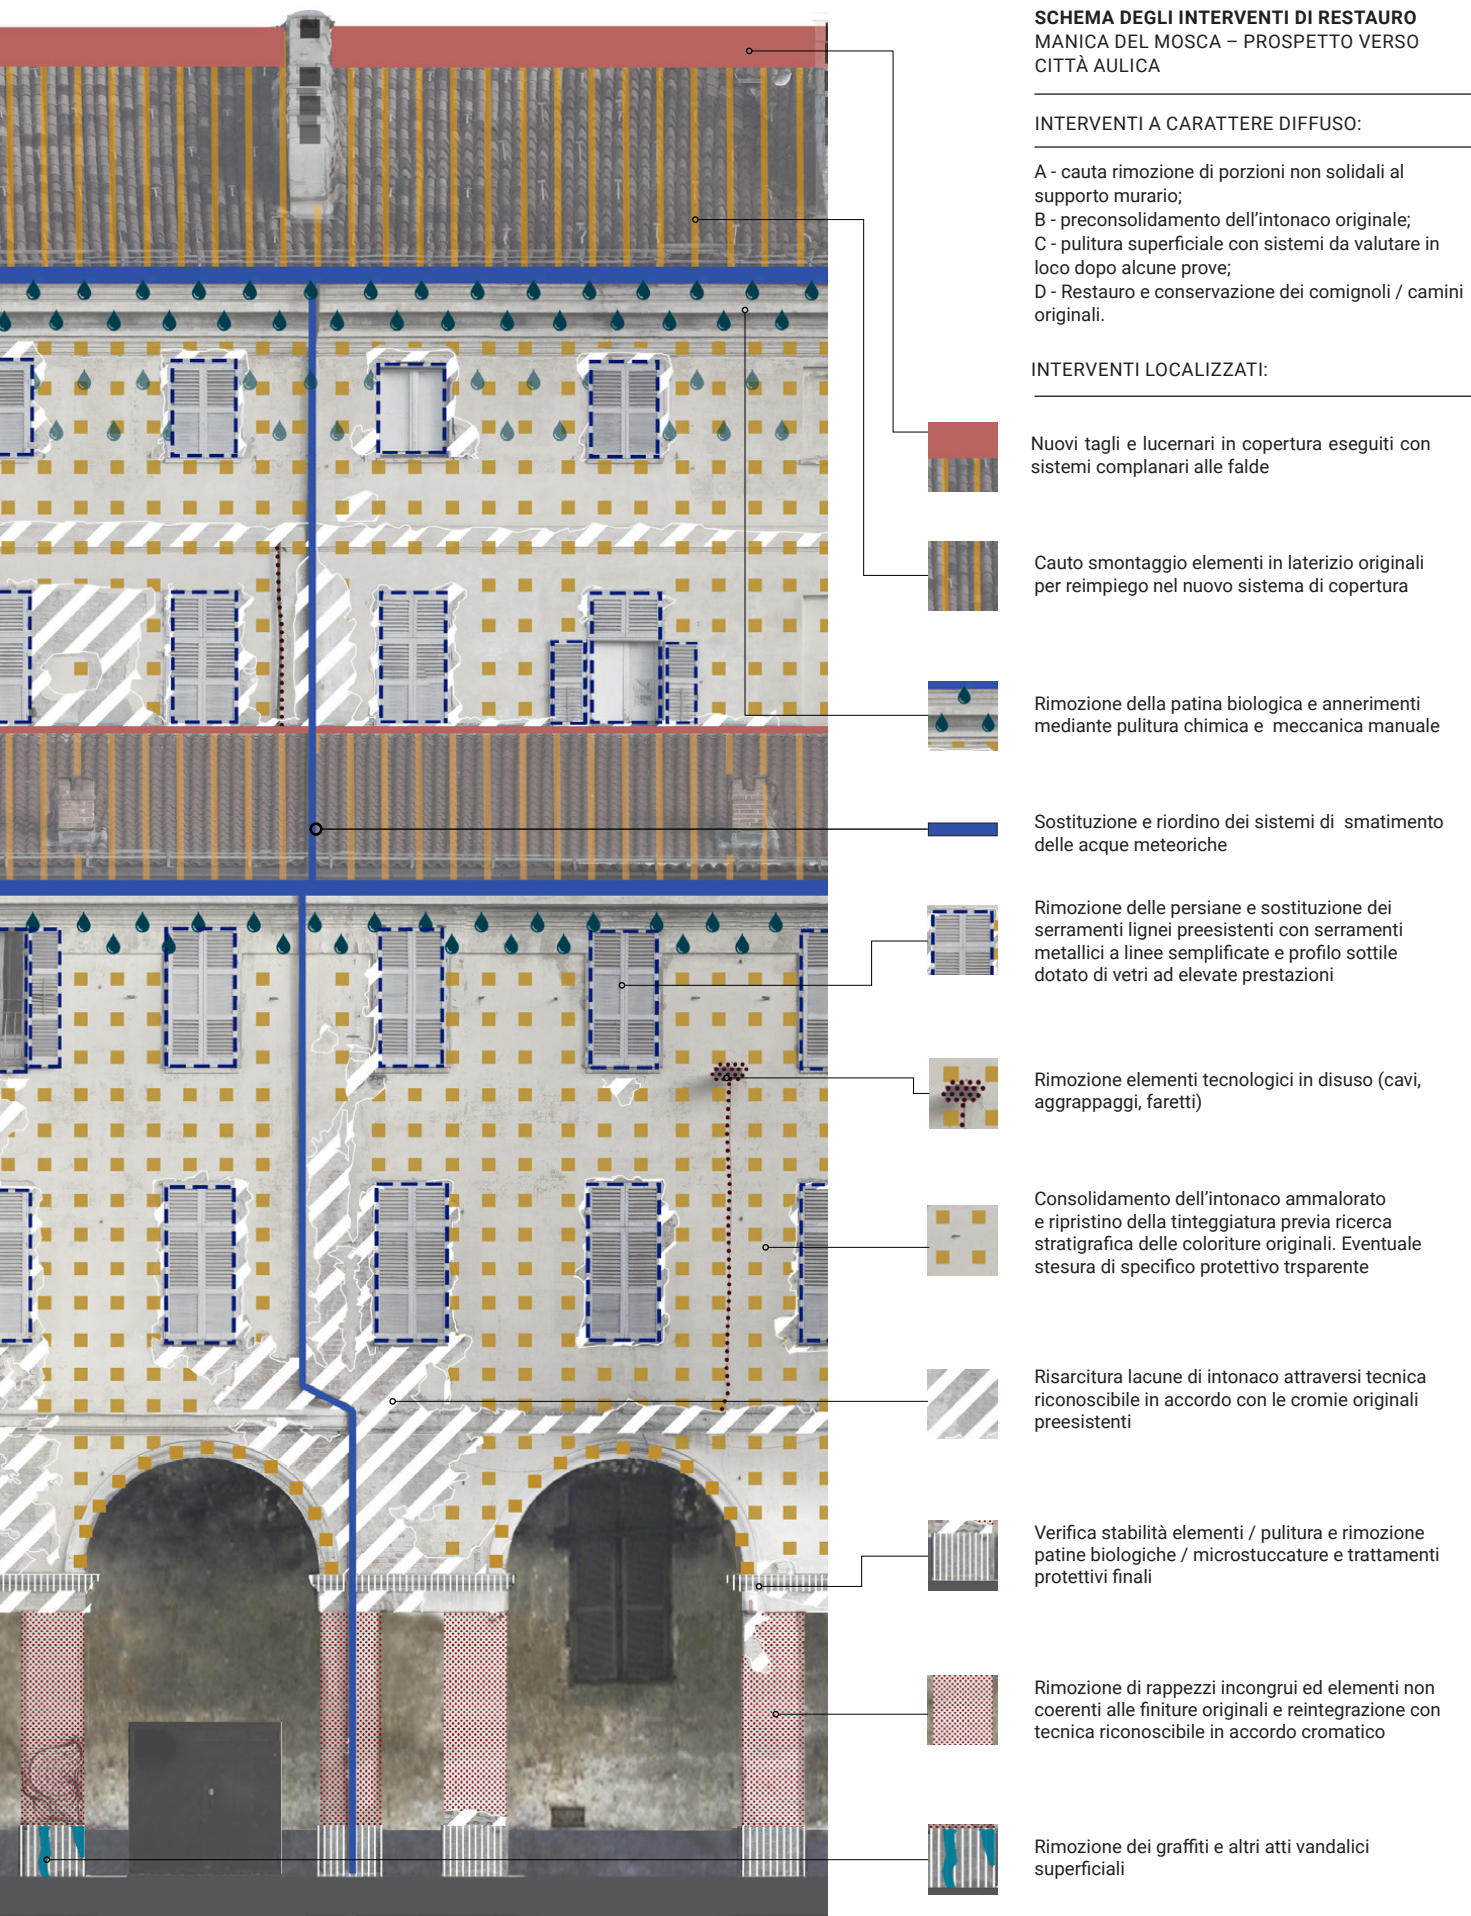 SCHEMA DEGLI INTERVENTI DI RESTAURO
MANICA DEL MOSCA – PROSPETTO VERSO
CITTÀ AULICA
INTERVENTI A CARATTERE DIFFUSO:
A - cauta rimozione di porzioni non solidali al
supporto murario;
B - preconsolidamento dell'intonaco originale;
C - pulitura superficiale con sistemi da valutare in
loco dopo alcune prove;
D - Restauro e conservazione dei comignoli / camini
originali.
INTERVENTI LOCALIZZATI:
Nuovi tagli e lucernari in copertura eseguiti con
sistemi complanari alle falde
Cauto smontaggio elementi in laterizio originali
per reimpiego nel nuovo sistema di copertura
Rimozione della patina biologica e annerimenti
mediante pulitura chimica e meccanica manuale
Sostituzione e riordino dei sistemi di smatimento
delle acque meteoriche
Rimozione delle persiane e sostituzione dei
serramenti lignei preesistenti con serramenti
metallici a linee semplificate e profilo sottile
dotato di vetri ad elevate prestazioni
Rimozione elementi tecnologici in disuso (cavi,
aggrappaggi, faretti)
Consolidamento dell'intonaco ammalorato
e ripristino della tinteggiatura previa ricerca
stratigrafica delle coloriture originali. Eventuale
stesura di specifico protettivo trsparente
Risarcitura lacune di intonaco attraversi tecnica
riconoscibile in accordo con le cromie originali
preesistenti
Verifica stabilità elementi / pulitura e rimozione
patine biologiche / microstuccature e trattamenti
protettivi finali
Rimozione di rappezzi incongrui ed elementi non
coerenti alle finiture originali e reintegrazione con
tecnica riconoscibile in accordo cromatico
Rimozione dei graffiti e altri atti vandalici
superficiali